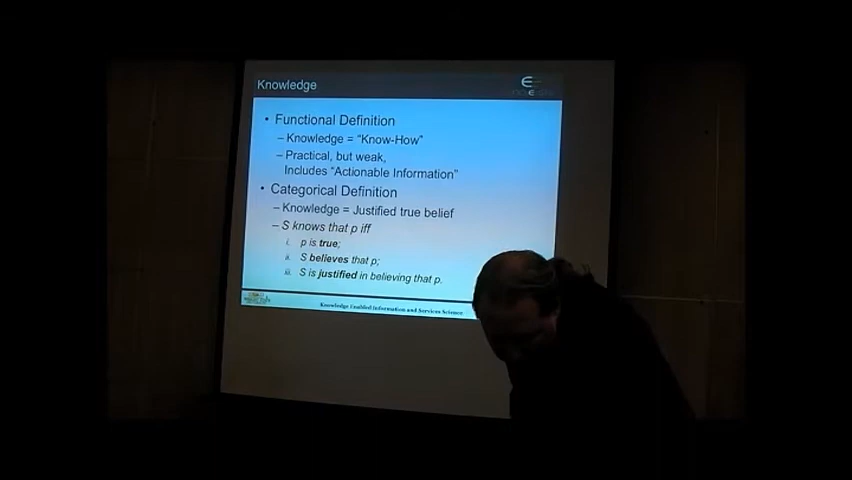 Knowledge
• Functional Definition
– Knowledge = “Know-How”
– Practical, but weak,
Includes “Actionable Information”
• Categorical Definition
– Knowledge = Justified true belief
– S knows that p iff
i. p is true;
ii. S believes that p;
iii. S is justified in believing that p.
Knowledge Enabled Information and Services Science